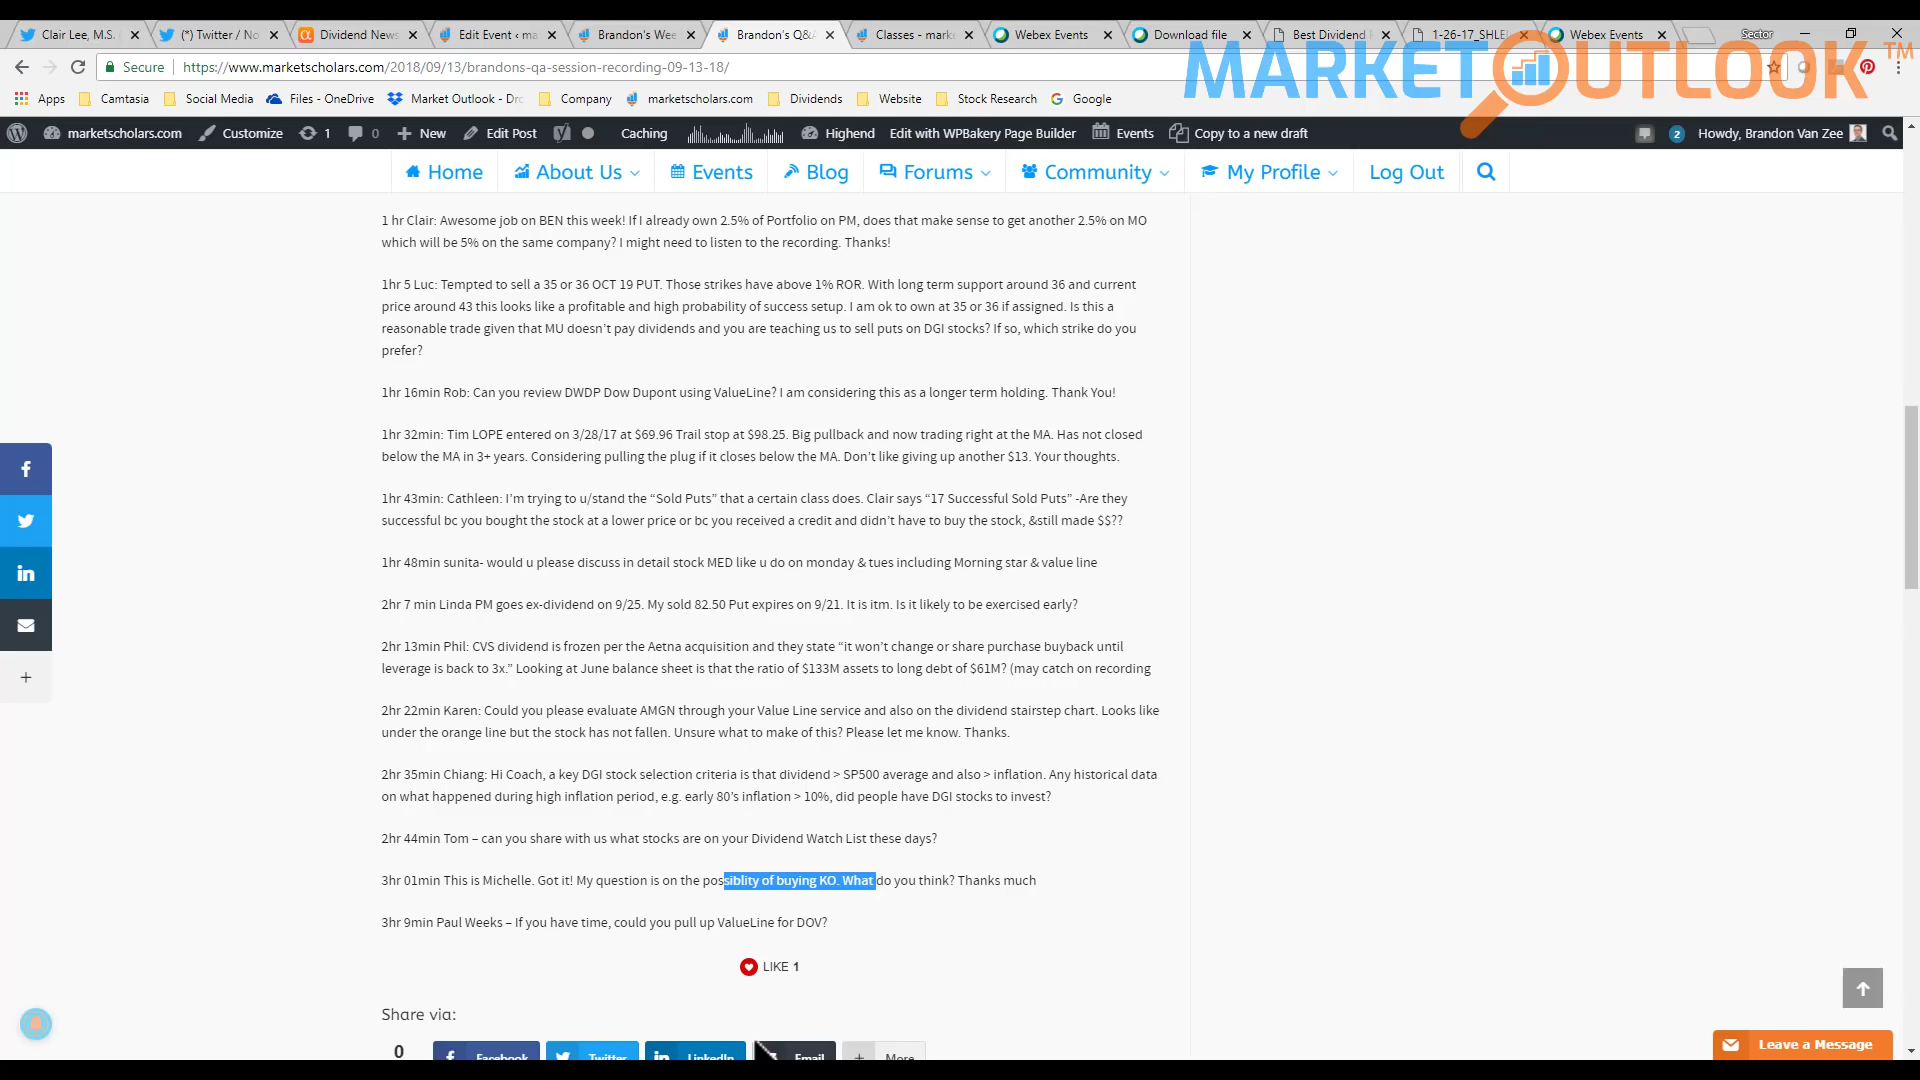 Clair Lee, M.S.
(*) Twitter / No
Dividend News
Edit Event ‹ ma
Brandon's Wee
Brandon's Q&A
Classes - marke
Webex Events
Download file
Best Dividend
1-26-17_SHLE
Webex Events
Sector
MARKET OUTLOOK TM
Secure https://www.marketscholars.com/2018/09/13/brandons-qa-session-recording-09-13-18/
Apps Camtasia Social Media Files - OneDrive Market Outlook - Dro Company marketscholars.com Dividends Website Stock Research Google
marketscholars.com Customize 1 0 New Edit Post Caching Highend Edit with WPBakery Page Builder Events Copy to a new draft 2 Howdy, Brandon Van Zee
Home About Us Events Blog Forums Community My Profile Log Out
1 hr Clair: Awesome job on BEN this week! If I already own 2.5% of Portfolio on PM, does that make sense to get another 2.5% on MO
which will be 5% on the same company? I might need to listen to the recording. Thanks!
1hr 5 Luc: Tempted to sell a 35 or 36 OCT 19 PUT. Those strikes have above 1% ROR. With long term support around 36 and current
price around 43 this looks like a profitable and high probability of success setup. I am ok to own at 35 or 36 if assigned. Is this a
reasonable trade given that MU doesn't pay dividends and you are teaching us to sell puts on DGI stocks? If so, which strike do you
prefer?
1hr 16min Rob: Can you review DWDP Dow Dupont using ValueLine? I am considering this as a longer term holding. Thank You!
1hr 32min: Tim LOPE entered on 3/28/17 at $69.96 Trail stop at $98.25. Big pullback and now trading right at the MA. Has not closed
below the MA in 3+ years. Considering pulling the plug if it closes below the MA. Don't like giving up another $13. Your thoughts.
1hr 43min: Cathleen: I'm trying to u/stand the “Sold Puts” that a certain class does. Clair says “17 Successful Sold Puts” -Are they
successful bc you bought the stock at a lower price or bc you received a credit and didn't have to buy the stock, &still made $$??
1hr 48min sunita- would u please discuss in detail stock MED like u do on monday & tues including Morning star & value line
2hr 7 min Linda PM goes ex-dividend on 9/25. My sold 82.50 Put expires on 9/21. It is itm. Is it likely to be exercised early?
2hr 13min Phil: CVS dividend is frozen per the Aetna acquisition and they state “it won't change or share purchase buyback until
leverage is back to 3x.” Looking at June balance sheet is that the ratio of $133M assets to long debt of $61M? (may catch on recording
2hr 22min Karen: Could you please evaluate AMGN through your Value Line service and also on the dividend stairstep chart. Looks like
under the orange line but the stock has not fallen. Unsure what to make of this? Please let me know. Thanks.
2hr 35min Chiang: Hi Coach, a key DGI stock selection criteria is that dividend > SP500 average and also > inflation. Any historical data
on what happened during high inflation period, e.g. early 80's inflation > 10%, did people have DGI stocks to invest?
2hr 44min Tom – can you share with us what stocks are on your Dividend Watch List these days?
3hr 01min This is Michelle. Got it! My question is on the possiblity of buying KO. What do you think? Thanks much
3hr 9min Paul Weeks – If you have time, could you pull up ValueLine for DOV?
LIKE 1
Share via:
0 Facebook Twitter LinkedIn Email More
Leave a Message